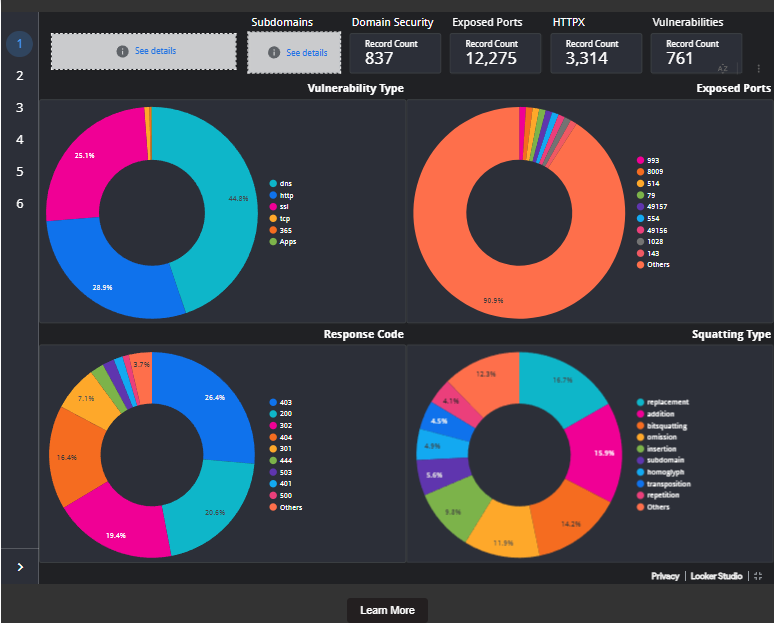 Subdomains Domain Security Exposed Ports HTTPX Vulnerabilities
1
See details See details Record Count Record Count Record Count Record Count
837 12,275 3,314 761
2
Vulnerability Type Exposed Ports
3
4
5
6
25.1%
44.8%
28.9%
dns
http
ssl
tcp
365
Apps
90.9%
993
8009
514
79
49157
554
49156
1028
143
Others
Response Code Squatting Type
3.7%
7.1%
26.4%
16.4%
20.6%
19.4%
403
200
302
404
301
444
503
401
500
Others
12.3%
16.7%
4.1%
4.5%
4.9%
15.9%
5.6%
9.8%
14.2%
11.9%
replacement
addition
bitsquatting
omission
insertion
subdomain
homoglyph
transposition
repetition
Others
Privacy Looker Studio
Learn More